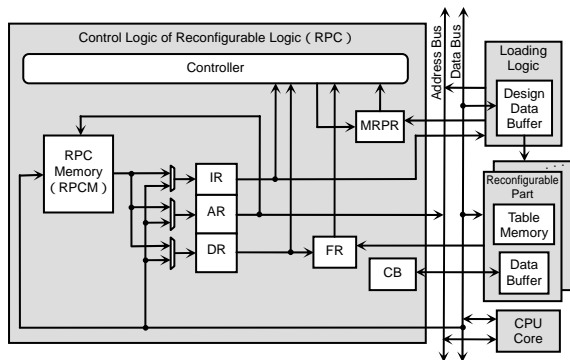 Control Logic of Reconfigurable Logic ( RPC )
Controller
Address Bus
Data Bus
Loading
Logic
Design
Data
Buffer
MRPR
RPC
Memory
( RPCM )
IR
AR
DR
FR
CB
. . .
Reconfigurable
Part
Table
Memory
Data
Buffer
CPU
Core